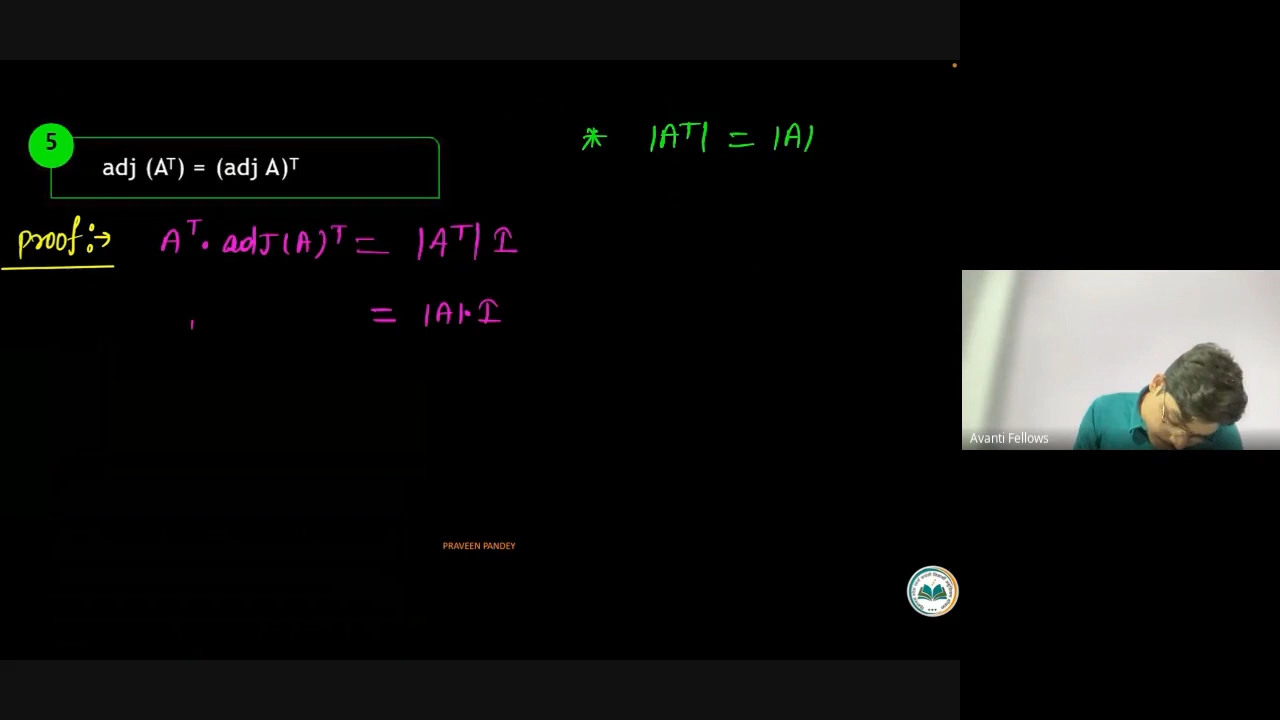 5
adj (Aᵀ) = (adj A)ᵀ
* |Aᵀ| = |A|
proof:→ Aᵀ. adj(A)ᵀ = |Aᵀ| I
= |A|. I
Avanti Fellows
PRAVEEN PANDEY